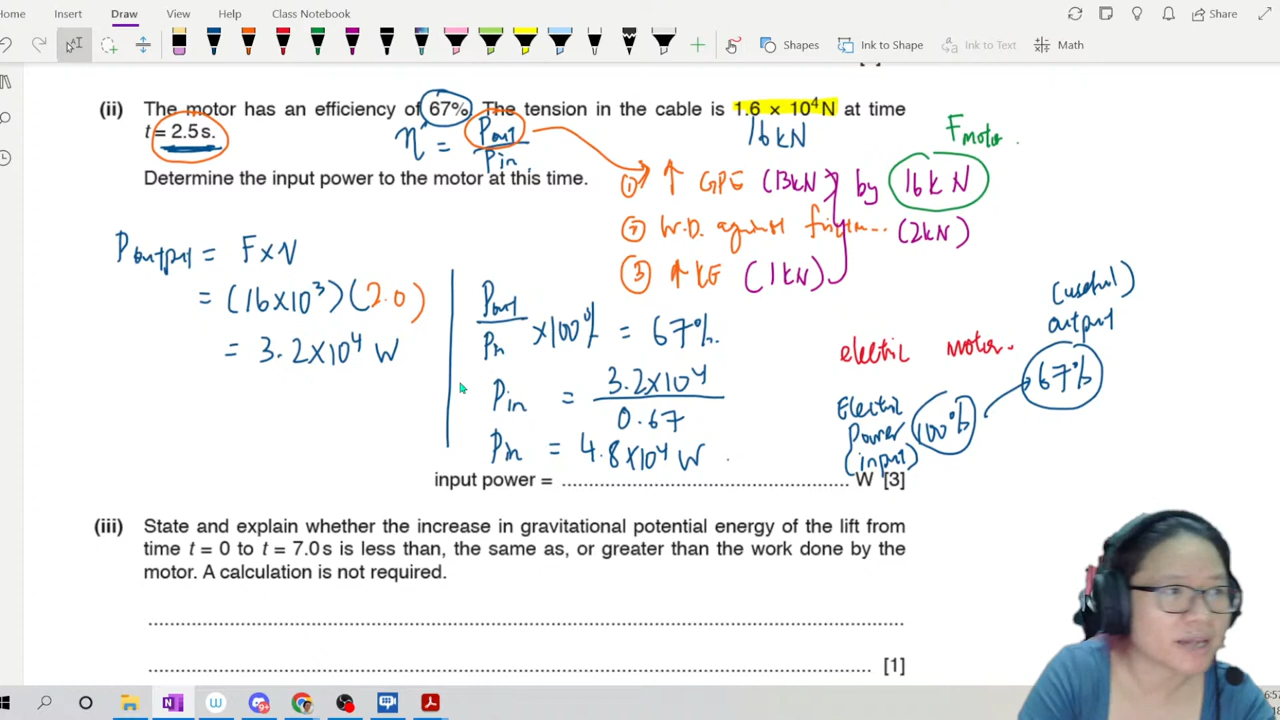 Home Insert Draw View Help Class Notebook Share
Shapes Ink to Shape Ink to Text Math
(ii) The motor has an efficiency of 67%. The tension in the cable is 1.6 × 10⁴ N at time
t = 2.5 s.
η = Pout / Pin
16kN
Fmotor
Determine the input power to the motor at this time.
① ↑ GPE (13kN) by 16kN
② W.D. against friction... (2kN)
③ ↑ KE (1kN)
Poutput = F×v
= (16×10³)(2.0)
= 3.2×10⁴ W
Pout / Pin ×100% = 67%.
Pin = 3.2×10⁴ / 0.67
Pin = 4.8×10⁴ W
(useful)
output
electric motor.
67%
Electric
Power 100%
(input)
input power = ................................................ W [3]
(iii) State and explain whether the increase in gravitational potential energy of the lift from
time t = 0 to t = 7.0 s is less than, the same as, or greater than the work done by the
motor. A calculation is not required.
[1]